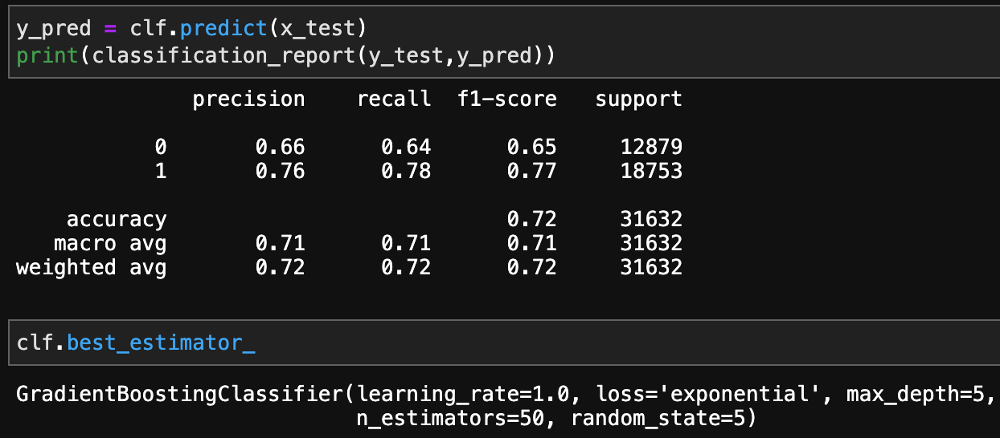 y_pred = clf.predict(x_test)
print(classification_report(y_test,y_pred))
precision recall f1-score support
0 0.66 0.64 0.65 12879
1 0.76 0.78 0.77 18753
accuracy 0.72 31632
macro avg 0.71 0.71 0.71 31632
weighted avg 0.72 0.72 0.72 31632
clf.best_estimator_
GradientBoostingClassifier(learning_rate=1.0, loss='exponential', max_depth=5,
n_estimators=50, random_state=5)